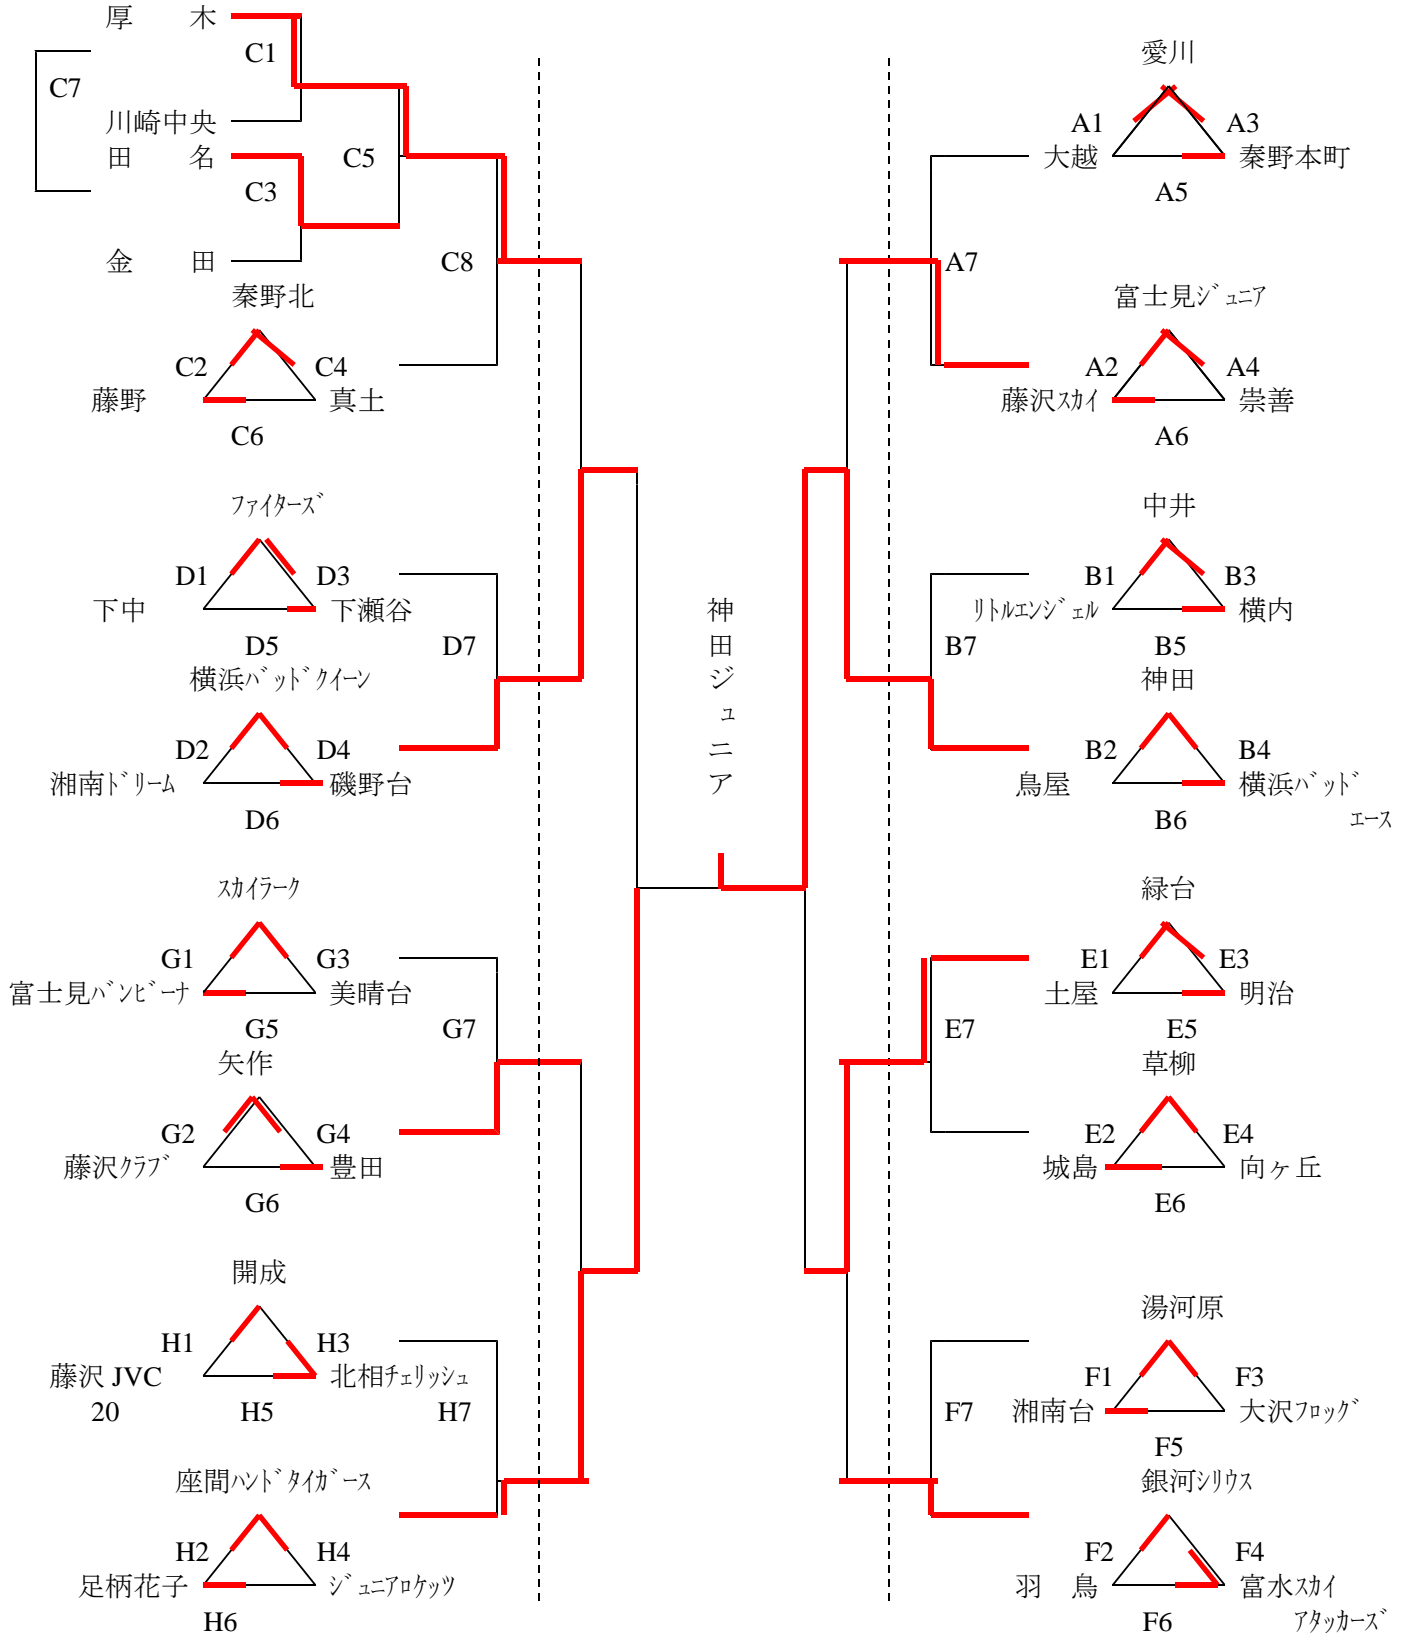 厚 木
C1
C7
川崎中央
田 名
C5
C3
金 田
C8
秦野北
C2
C4
藤野
真土
C6
ファイターズ
D1
D3
下中
下瀬谷
D5
D7
横浜バッドクイーン
D2
D4
湘南ドリーム
磯野台
D6
スカイラーク
G1
G3
富士見バンビーナ
美晴台
G5
G7
矢作
G2
G4
藤沢クラブ
豊田
G6
開成
H1
H3
藤沢 JVC
20
北相チェリッシュ
H5
H7
座間ハンドタイガース
H2
H4
足柄花子
ジュニアロケッツ
H6
神田ジュニア
愛川
A1
A3
大越
秦野本町
A5
A7
富士見ジュニア
A2
A4
藤沢スカイ
崇善
A6
中井
B1
B3
リトルエンジェル
横内
B5
B7
神田
B2
B4
鳥屋
横浜バッド
エース
B6
緑台
E1
E3
土屋
明治
E5
E7
草柳
E2
E4
城島
向ヶ丘
E6
湯河原
F1
F3
湘南台
大沢フロッグ
F5
F7
銀河シリウス
F2
F4
羽 鳥
富水スカイ
アタッカーズ
F6